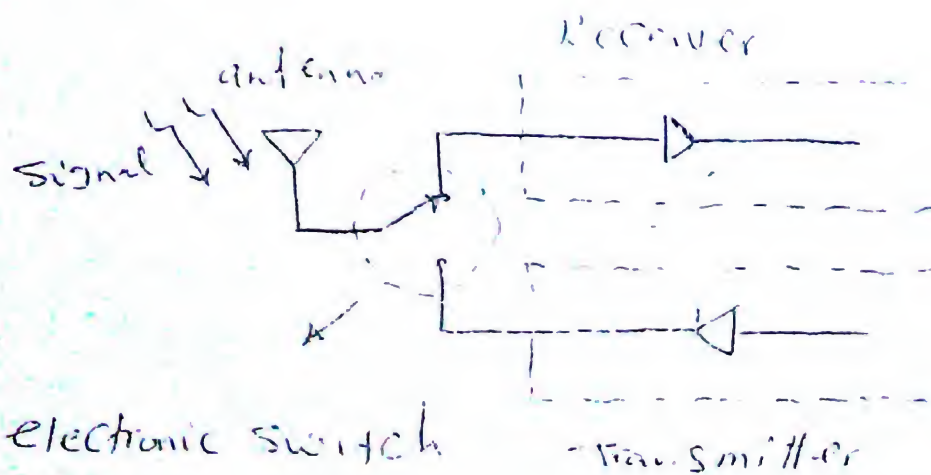 Receiver
antenna
Signal
electronic switch
transmitter